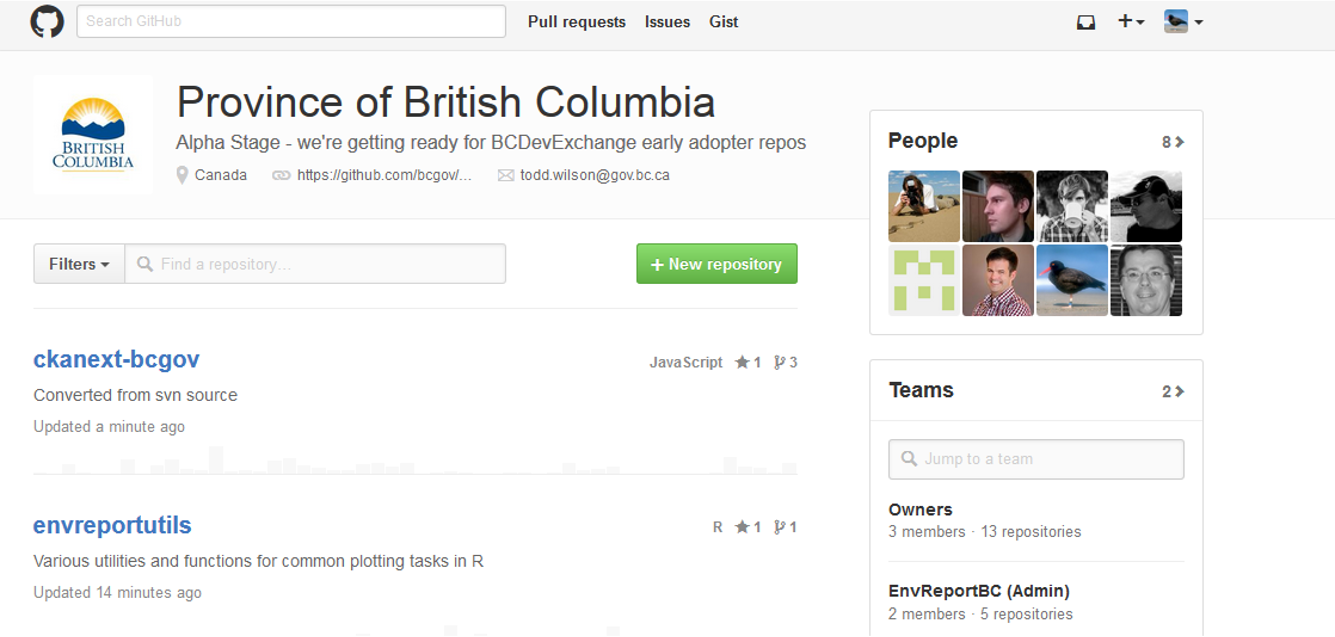 Search GitHub
Pull requests
Issues
Gist
BRITISH
COLUMBIA
Province of British Columbia
Alpha Stage - we're getting ready for BCDevExchange early adopter repos
Canada
https://github.com/bcgov/...
todd.wilson@gov.bc.ca
Filters
Find a repository...
+ New repository
ckanext-bcgov
JavaScript 1 3
Converted from svn source
Updated a minute ago
envreportutils
R 1 1
Various utilities and functions for common plotting tasks in R
Updated 14 minutes ago
People
8
Teams
2
Jump to a team
Owners
3 members · 13 repositories
EnvReportBC (Admin)
2 members · 5 repositories